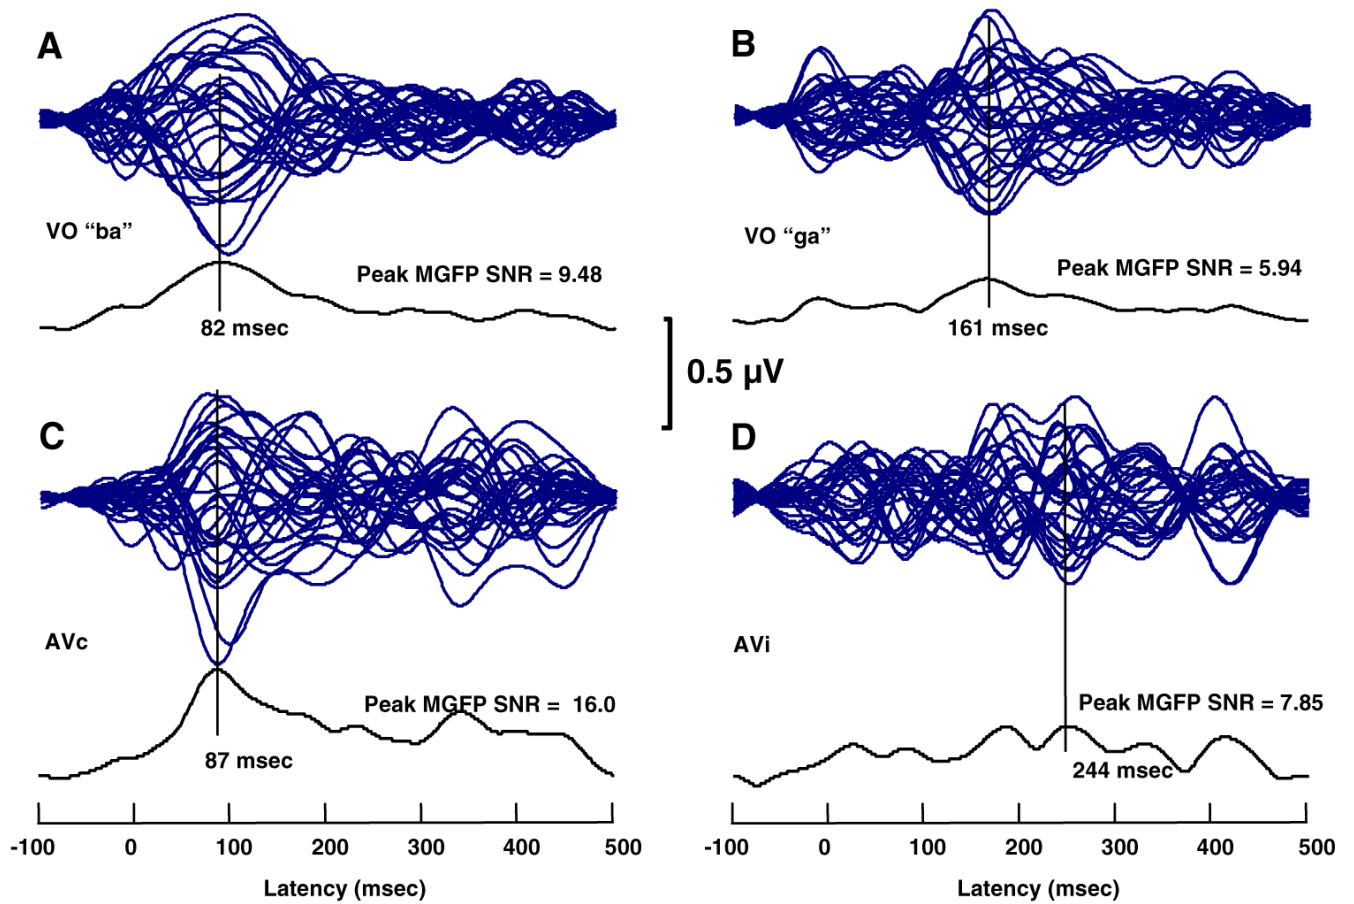 A
B
VO “ba”
VO “ga”
Peak MGFP SNR = 9.48
Peak MGFP SNR = 5.94
82 msec
161 msec
0.5 µV
C
D
AVc
AVi
Peak MGFP SNR = 16.0
Peak MGFP SNR = 7.85
87 msec
244 msec
-100 0 100 200 300 400 500
-100 0 100 200 300 400 500
Latency (msec)
Latency (msec)